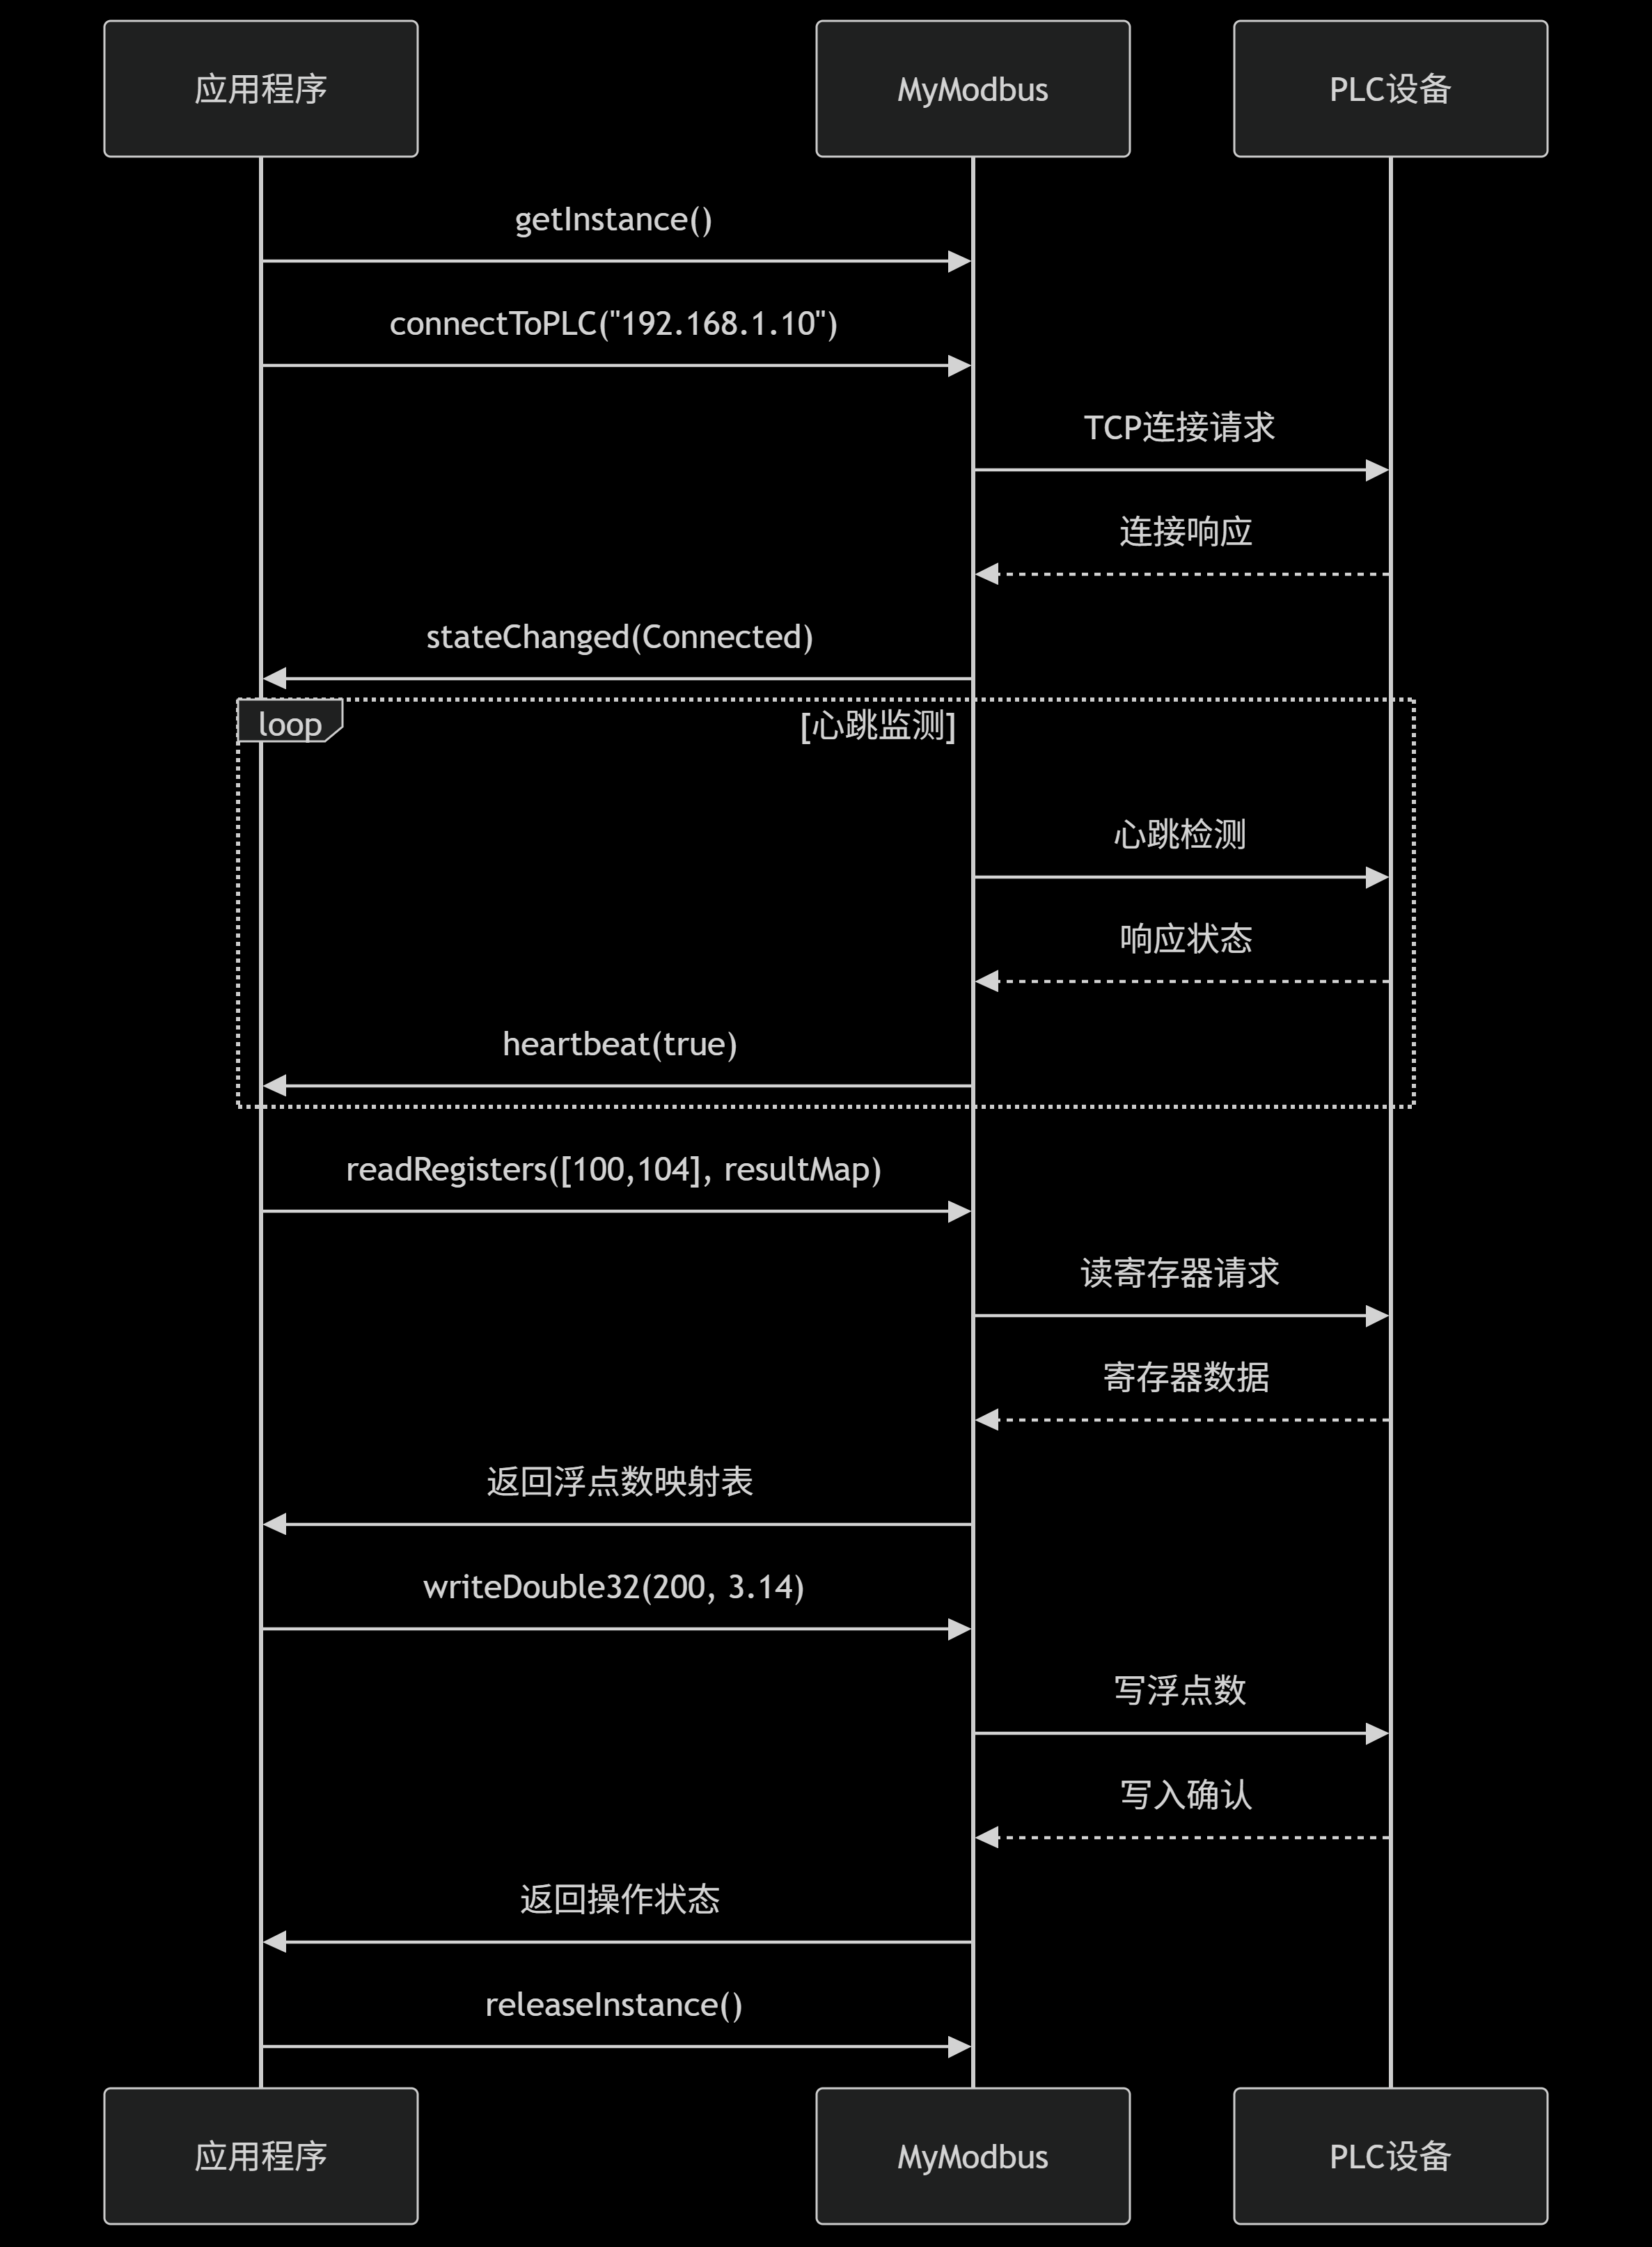 应用程序
MyModbus
PLC设备
getInstance()
connectToPLC("192.168.1.10")
TCP连接请求
连接响应
stateChanged(Connected)
loop
[心跳监测]
心跳检测
响应状态
heartbeat(true)
readRegisters([100,104], resultMap)
读寄存器请求
寄存器数据
返回浮点数映射表
writeDouble32(200, 3.14)
写浮点数
写入确认
返回操作状态
releaseInstance()
应用程序
MyModbus
PLC设备